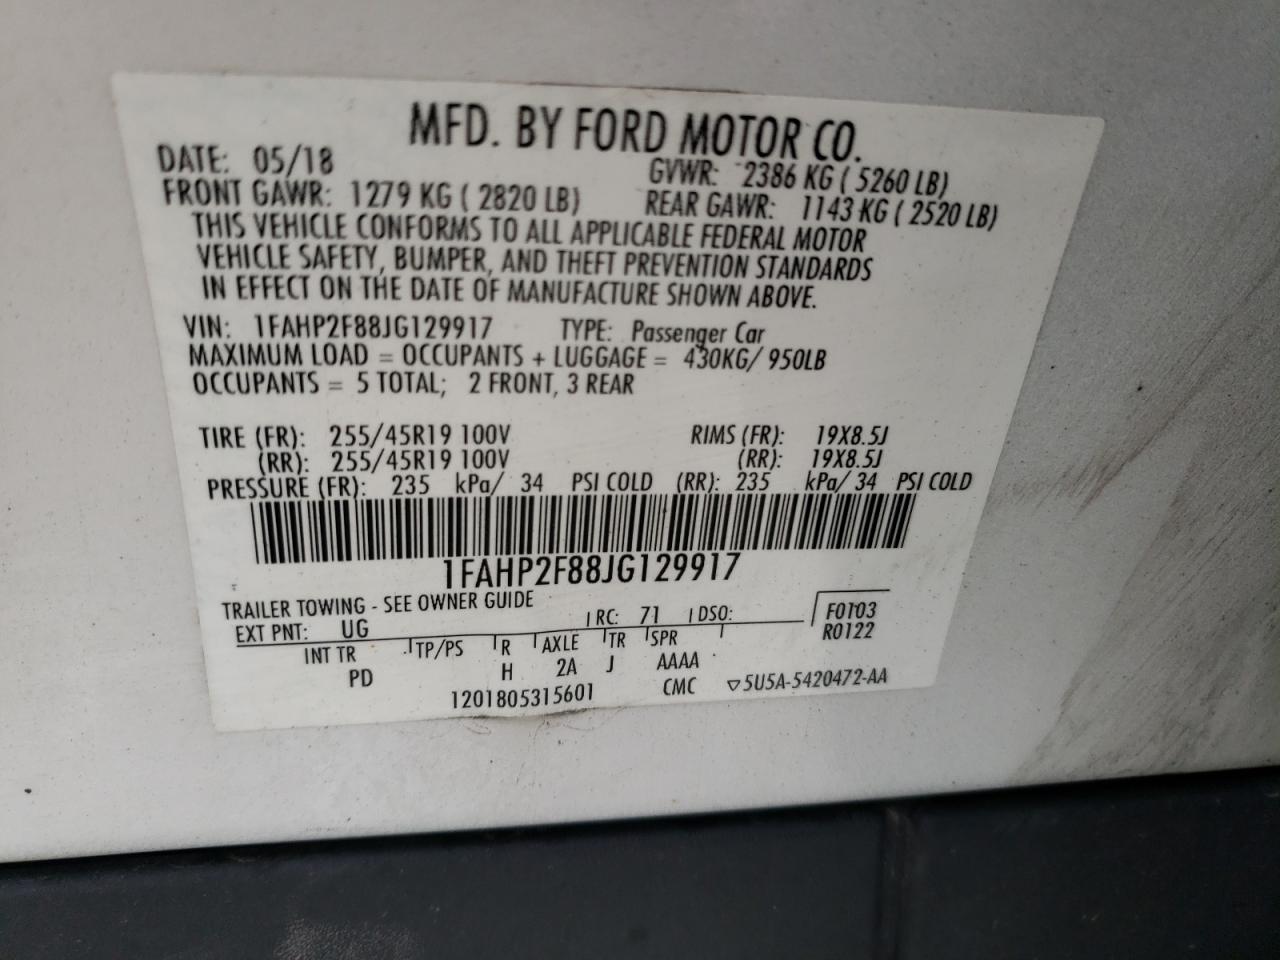 MFD. BY FORD MOTOR CO.
DATE: 05/18 GVWR: 2386 KG ( 5260 LB)
FRONT GAWR: 1279 KG ( 2820 LB) REAR GAWR: 1143 KG ( 2520 LB)
THIS VEHICLE CONFORMS TO ALL APPLICABLE FEDERAL MOTOR
VEHICLE SAFETY, BUMPER, AND THEFT PREVENTION STANDARDS
IN EFFECT ON THE DATE OF MANUFACTURE SHOWN ABOVE.
VIN: 1FAHP2F88JG129917 TYPE: Passenger Car
MAXIMUM LOAD = OCCUPANTS + LUGGAGE = 430KG/ 950LB
OCCUPANTS = 5 TOTAL; 2 FRONT, 3 REAR
TIRE (FR): 255/45R19 100V RIMS (FR): 19X8.5J
(RR): 255/45R19 100V (RR): 19X8.5J
PRESSURE (FR): 235 kPa/ 34 PSI COLD (RR): 235 kPa/ 34 PSI COLD
1FAHP2F88JG129917
TRAILER TOWING - SEE OWNER GUIDE
EXT PNT: UG RC: 71 DSO: F0103
R0122
INT TR TP/PS R AXLE TR SPR
PD H 2A J AAAA
1201805315601 CMC ▽5U5A-5420472-AA